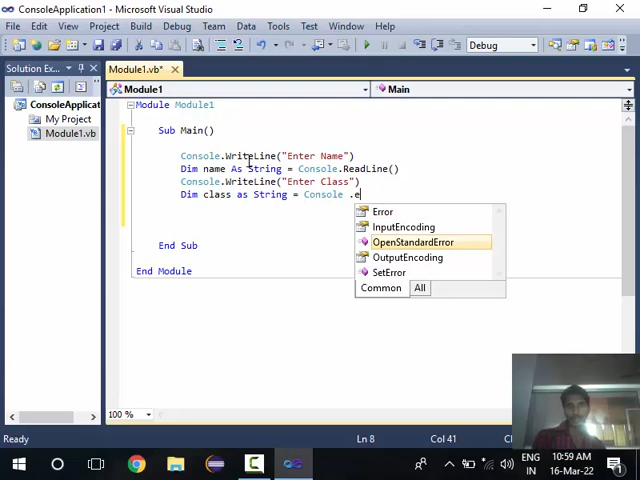 ConsoleApplication1 - Microsoft Visual Studio
File Edit View Project Build Debug Team Data Tools Test Window Help
Debug
Solution Ex...
Module1.vb*
Module1
Main
ConsoleApplicat
Module1.vb
Module Module1
Sub Main()
Console.WriteLine("Enter Name")
Dim name As String = Console.ReadLine()
Console.WriteLine("Enter Class")
Dim class as String = Console .e
Error
InputEncoding
OpenStandardError
OutputEncoding
SetError
Common All
End Sub
End Module
100 %
Ready Ln 8 Col 41
ENG 10:59 AM
IN 16-Mar-22
1